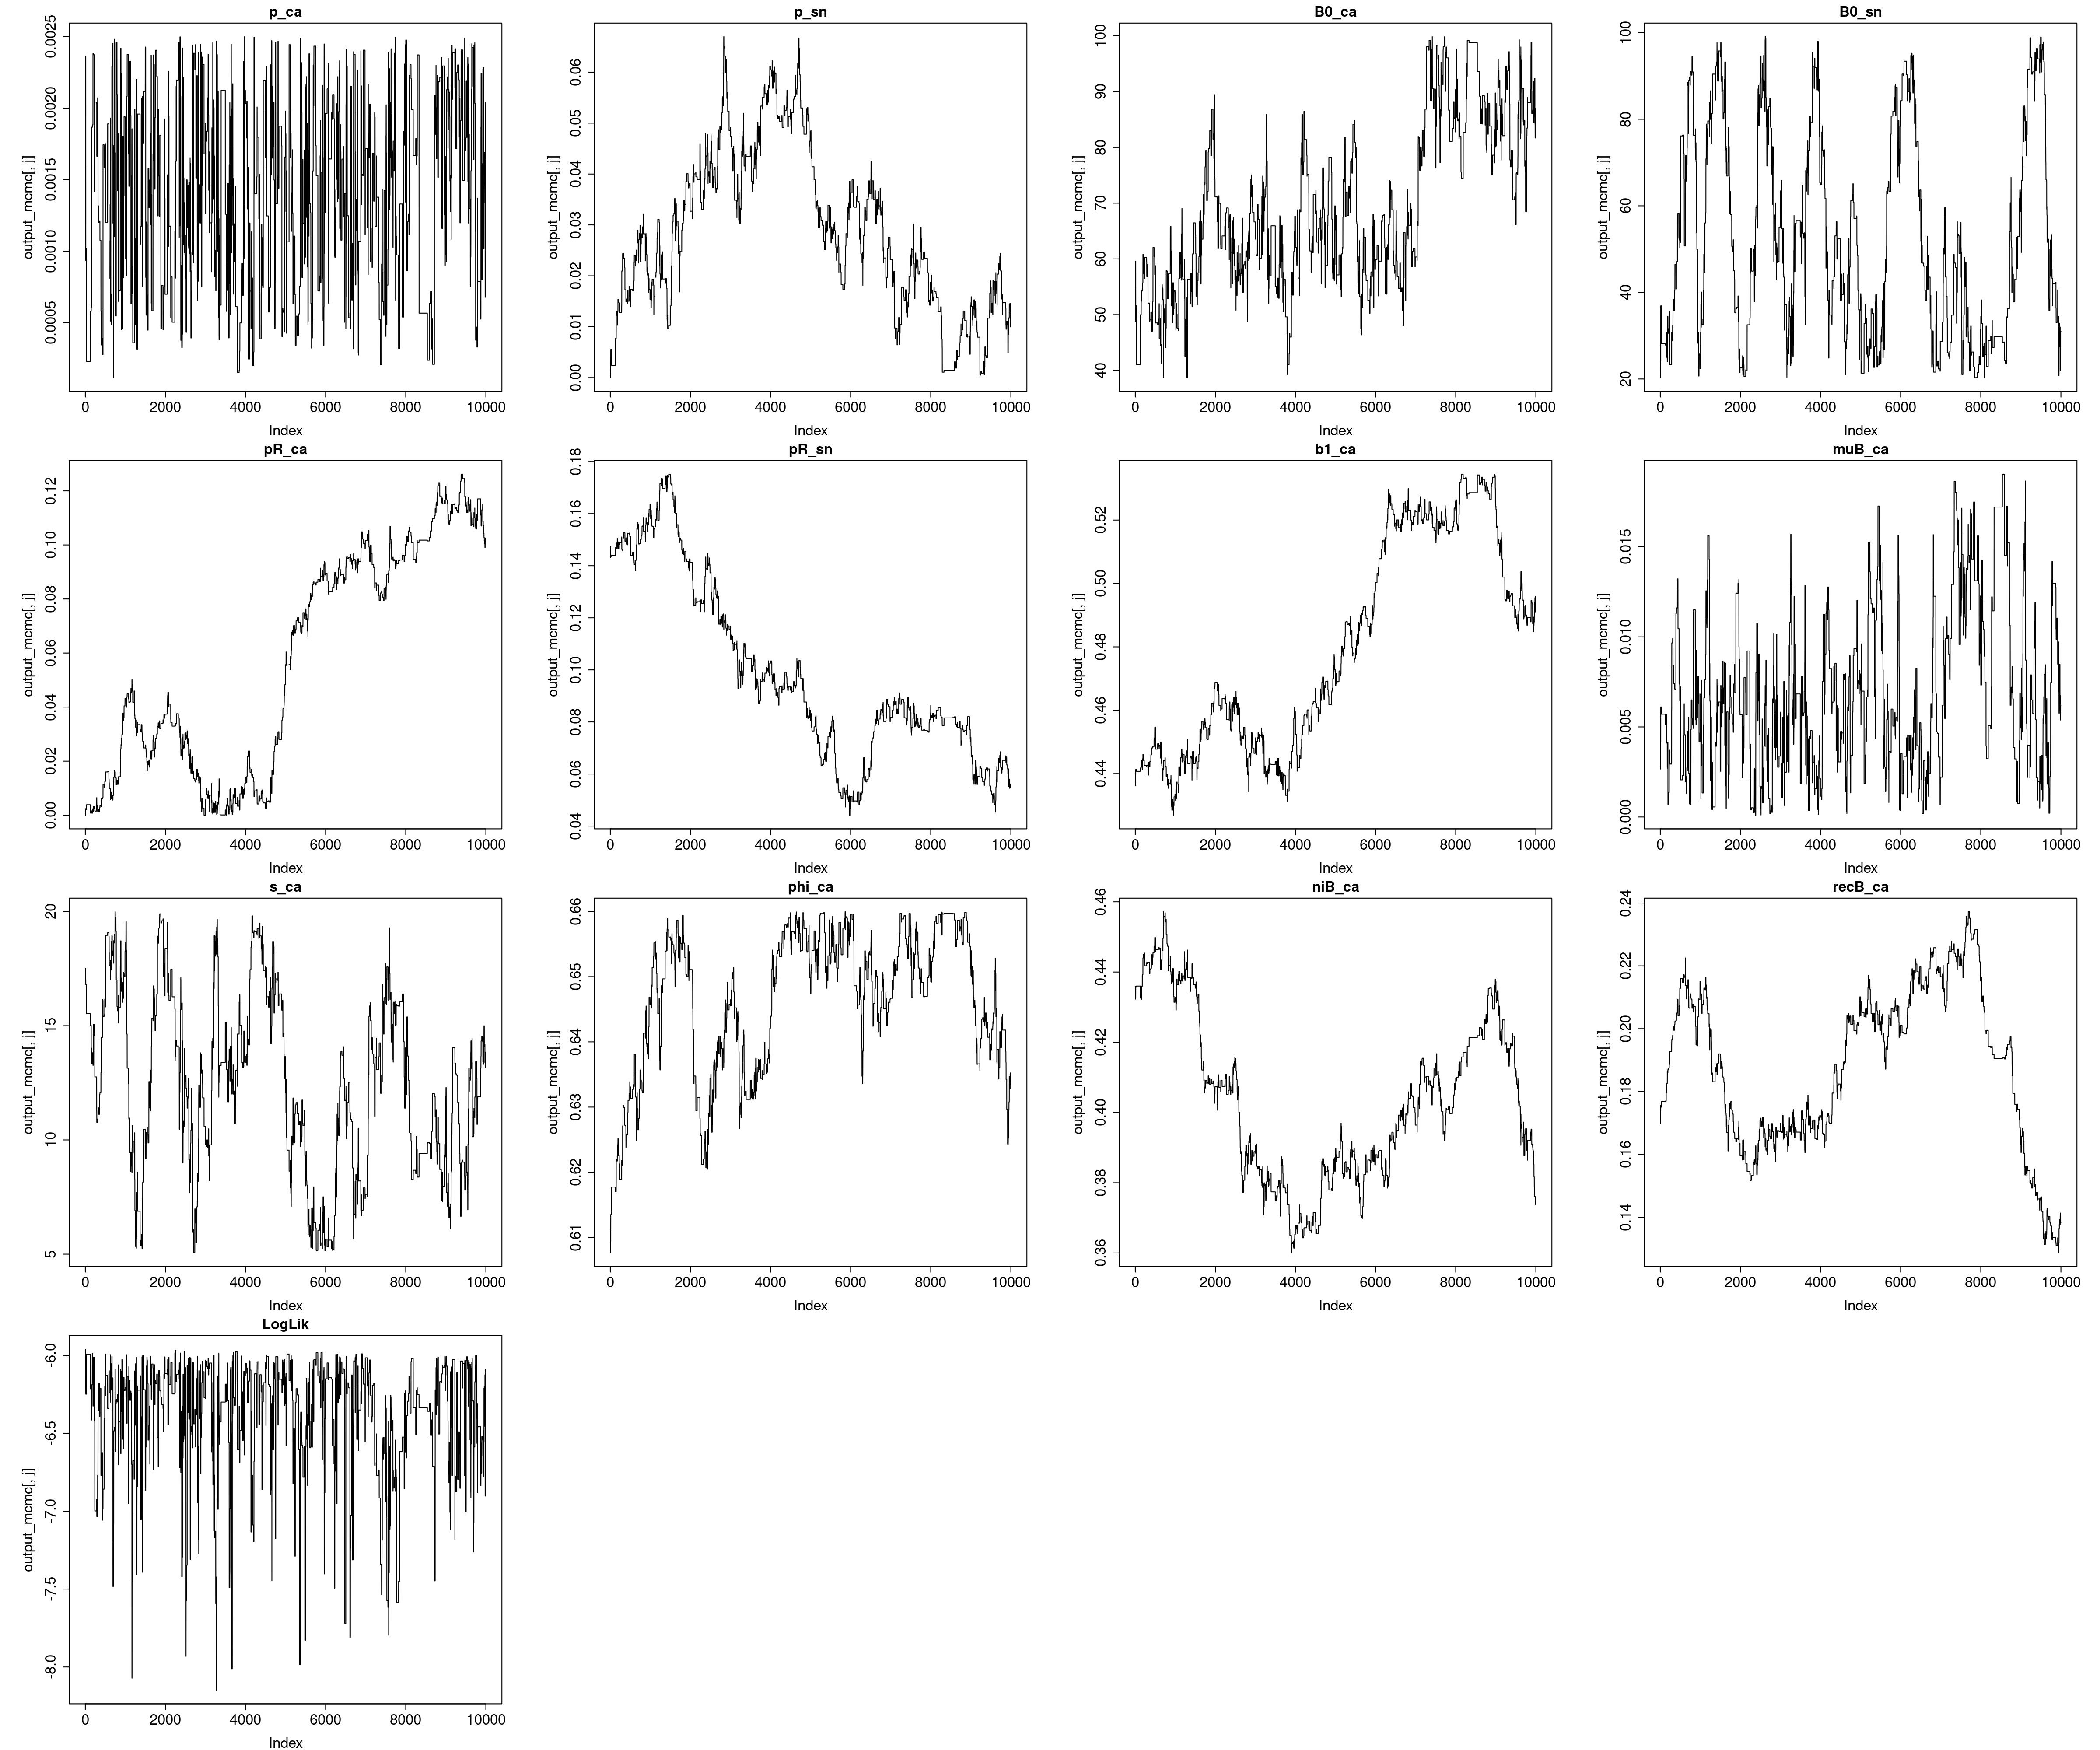 p_ca
output_mcmc[, j]
0.0005 0.0010 0.0015 0.0020 0.0025
0 2000 4000 6000 8000 10000
Index
p_sn
output_mcmc[, j]
0.00 0.01 0.02 0.03 0.04 0.05 0.06
0 2000 4000 6000 8000 10000
Index
B0_ca
output_mcmc[, j]
40 50 60 70 80 90 100
0 2000 4000 6000 8000 10000
Index
B0_sn
output_mcmc[, j]
20 40 60 80 100
0 2000 4000 6000 8000 10000
Index
pR_ca
output_mcmc[, j]
0.00 0.02 0.04 0.06 0.08 0.10 0.12
0 2000 4000 6000 8000 10000
Index
pR_sn
output_mcmc[, j]
0.04 0.06 0.08 0.10 0.12 0.14 0.16 0.18
0 2000 4000 6000 8000 10000
Index
b1_ca
output_mcmc[, j]
0.44 0.46 0.48 0.50 0.52
0 2000 4000 6000 8000 10000
Index
muB_ca
output_mcmc[, j]
0.000 0.005 0.010 0.015
0 2000 4000 6000 8000 10000
Index
s_ca
output_mcmc[, j]
5 10 15 20
0 2000 4000 6000 8000 10000
Index
phi_ca
output_mcmc[, j]
0.61 0.62 0.63 0.64 0.65 0.66
0 2000 4000 6000 8000 10000
Index
niB_ca
output_mcmc[, j]
0.36 0.38 0.40 0.42 0.44 0.46
0 2000 4000 6000 8000 10000
Index
recB_ca
output_mcmc[, j]
0.14 0.16 0.18 0.20 0.22 0.24
0 2000 4000 6000 8000 10000
Index
LogLik
output_mcmc[, j]
-8.0 -7.5 -7.0 -6.5 -6.0
0 2000 4000 6000 8000 10000
Index